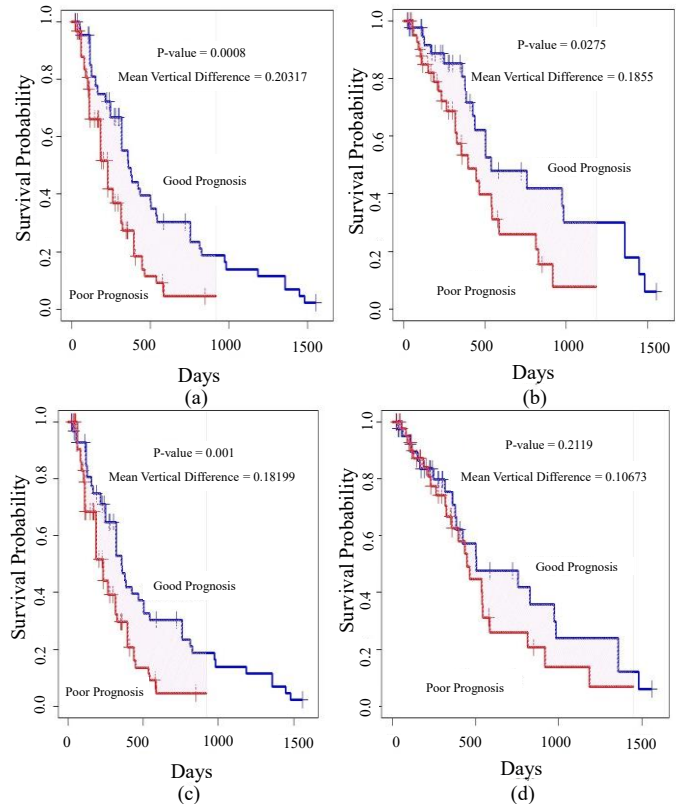 P-value = 0.0008
Mean Vertical Difference = 0.20317
Good Prognosis
Poor Prognosis
Survival Probability
0.0 0.2 0.4 0.6 0.8 1.0
0 500 1000 1500
Days
(a)
P-value = 0.0275
Mean Vertical Difference = 0.1855
Good Prognosis
Poor Prognosis
Survival Probability
0.0 0.2 0.4 0.6 0.8 1.0
0 500 1000 1500
Days
(b)
P-value = 0.001
Mean Vertical Difference = 0.18199
Good Prognosis
Poor Prognosis
Survival Probability
0.0 0.2 0.4 0.6 0.8 1.0
0 500 1000 1500
Days
(c)
P-value = 0.2119
Mean Vertical Difference = 0.10673
Good Prognosis
Poor Prognosis
Survival Probability
0.0 0.2 0.4 0.6 0.8 1.0
0 500 1000 1500
Days
(d)